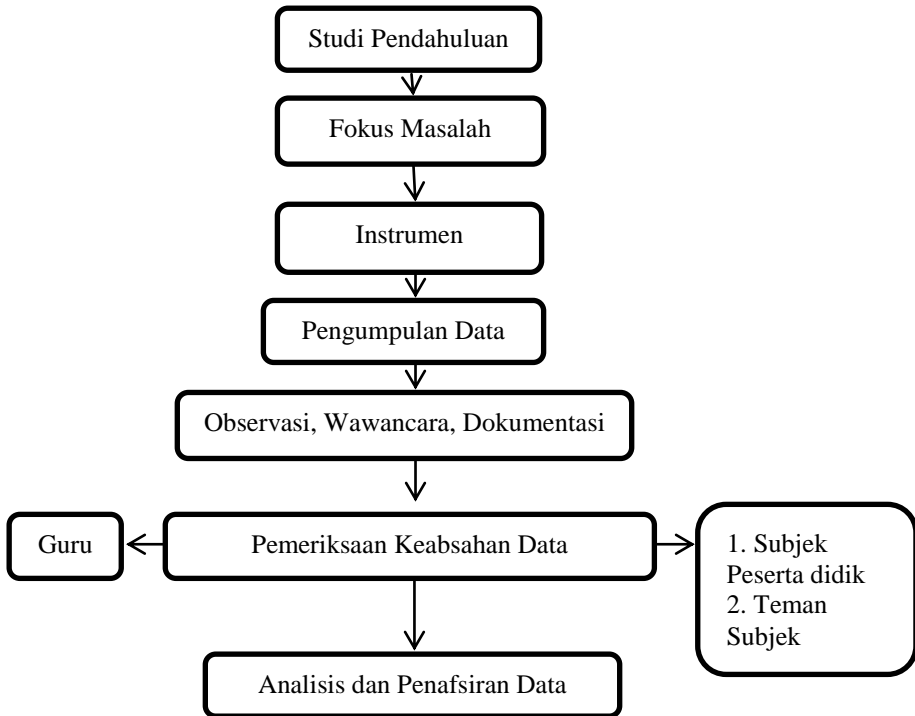 Studi Pendahuluan
Fokus Masalah
Instrumen
Pengumpulan Data
Observasi, Wawancara, Dokumentasi
Guru
Pemeriksaan Keabsahan Data
1. Subjek
Peserta didik
2. Teman
Subjek
Analisis dan Penafsiran Data